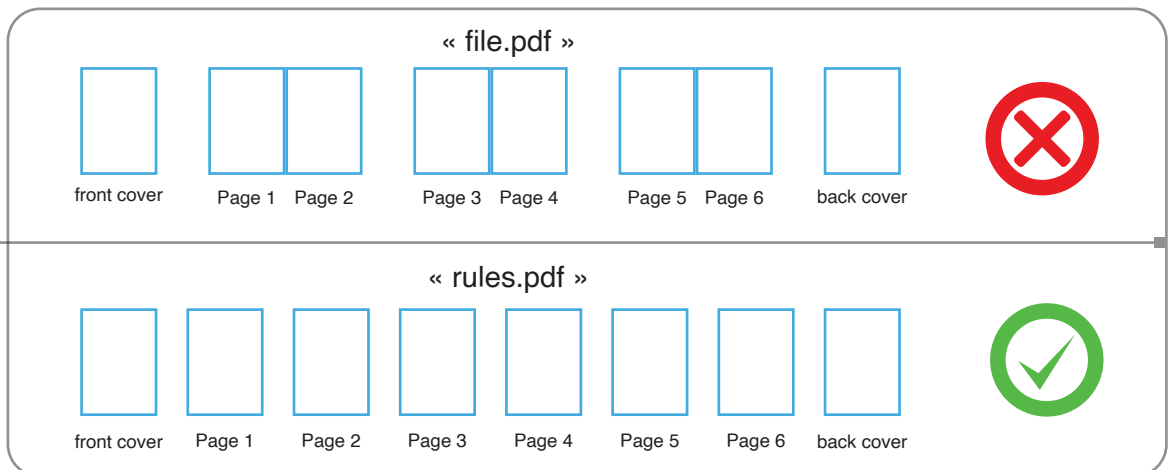 « file.pdf »
front cover Page 1 Page 2 Page 3 Page 4 Page 5 Page 6 back cover
« rules.pdf »
front cover Page 1 Page 2 Page 3 Page 4 Page 5 Page 6 back cover